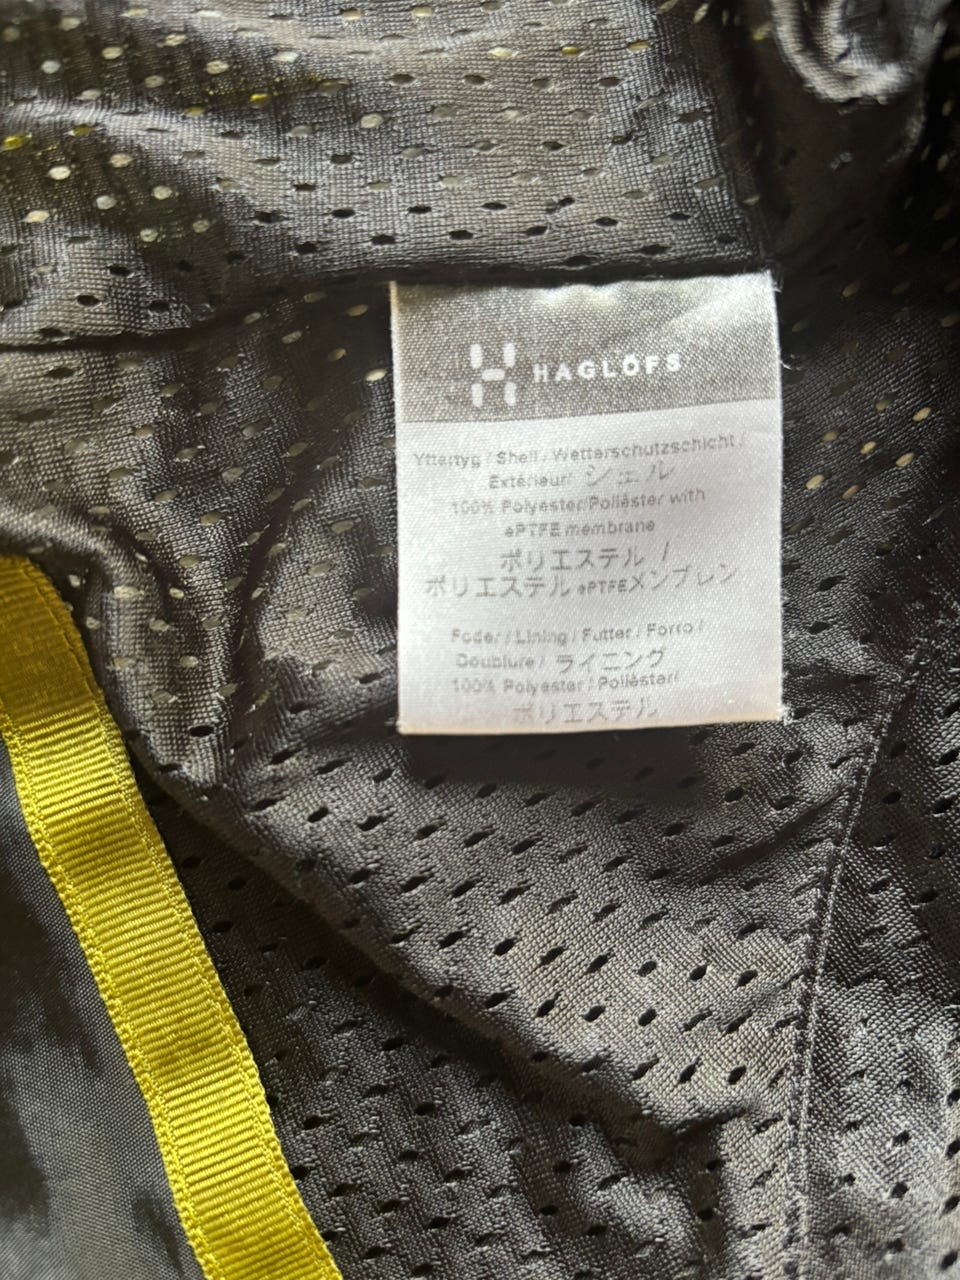 HAGLÖFS
Yttertyg / Shell / Wetterschutzschicht /
Extérieur/ シェル
100% Polyester/Poliéster with
ePTFE membrane
ポリエステル /
ポリエステル ePTFEメンブレン
Foder / Lining / Futter / Forro /
Doublure / ライニング
100% Polyester / Poliéster/
ポリエステル